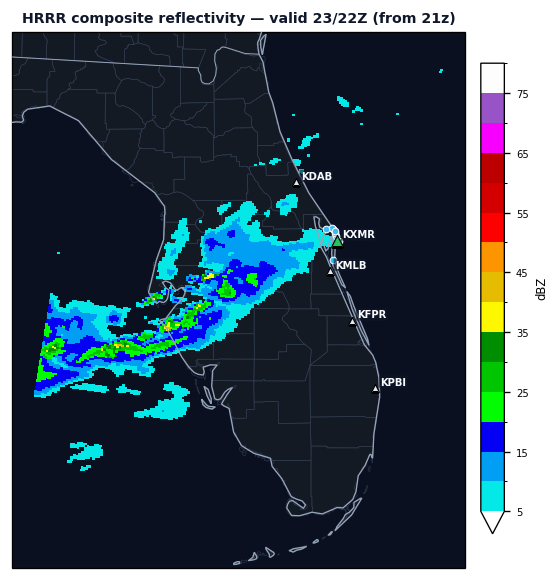 HRRR composite reflectivity — valid 23/22Z (from 21z)
KDAB
KXMR
KMLB
KFPR
KPBI
75
65
55
45
35
25
15
5
dBZ